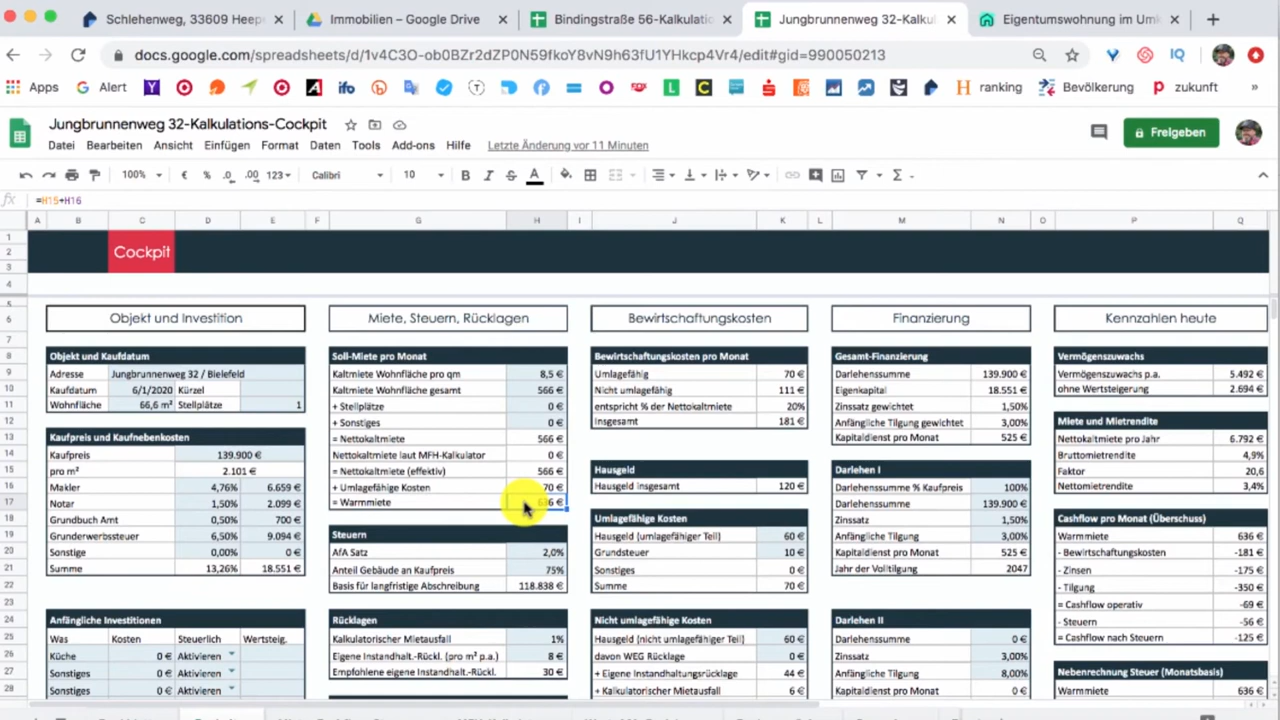 Schlehenweg, 33609 Heepe
Immobilien – Google Drive
Bindingstraße 56-Kalkulatio
Jungbrunnenweg 32-Kalku
Eigentumswohnung im Umk
docs.google.com/spreadsheets/d/1v4C3O-ob0BZr2dZP0N59fkoY8vN9h63fU1YHkcp4Vr4/edit#gid=990050213
Apps Alert ranking Bevölkerung zukunft
Jungbrunnenweg 32-Kalkulations-Cockpit
Freigeben
Datei Bearbeiten Ansicht Einfügen Format Daten Tools Add-ons Hilfe Letzte Änderung vor 11 Minuten
100% € % .0 .00 123 Calibri 10 B I S A
=H15+H16
A B C D E F G H I J K L M N O P Q
Cockpit
Objekt und Investition
Objekt und Kaufdatum
Adresse Jungbrunnenweg 32 / Bielefeld
Kaufdatum 6/1/2020 Kürzel
Wohnfläche 66,6 m² Stellplätze 1
Kaufpreis und Kaufnebenkosten
Kaufpreis 139.900 €
pro m² 2.101 €
Makler 4,76% 6.659 €
Notar 1,50% 2.099 €
Grundbuch Amt 0,50% 700 €
Grunderwerbssteuer 6,50% 9.094 €
Sonstige 0,00% 0 €
Summe 13,26% 18.551 €
Anfängliche Investitionen
Was Kosten Steuerlich Wertsteig.
Küche 0 € Aktivieren
Sonstiges 0 € Aktivieren
Sonstiges 0 € Aktivieren
Miete, Steuern, Rücklagen
Soll-Miete pro Monat
Kaltmiete Wohnfläche pro qm 8,5 €
Kaltmiete Wohnfläche gesamt 566 €
+ Stellplätze 0 €
+ Sonstiges 0 €
= Nettokaltmiete 566 €
Nettokaltmiete laut MFH-Kalkulator 0 €
= Nettokaltmiete (effektiv) 566 €
+ Umlagefähige Kosten 70 €
= Warmmiete 636 €
Steuern
AfA Satz 2,0%
Anteil Gebäude an Kaufpreis 75%
Basis für langfristige Abschreibung 118.838 €
Rücklagen
Kalkulatorischer Mietausfall 1%
Eigene Instandhalt.-Rückl. (pro m² p.a.) 8 €
Empfohlene eigene Instandhalt.-Rückl. 30 €
Bewirtschaftungskosten
Bewirtschaftungskosten pro Monat
Umlagefähig 70 €
Nicht umlagefähig 111 €
entspricht % der Nettokaltmiete 20%
Insgesamt 181 €
Hausgeld
Hausgeld insgesamt 120 €
Umlagefähige Kosten
Hausgeld (umlagefähiger Teil) 60 €
Grundsteuer 10 €
Sonstiges 0 €
Summe 70 €
Nicht umlagefähige Kosten
Hausgeld (nicht umlagefähiger Teil) 60 €
davon WEG Rücklage 0 €
+ Eigene Instandhaltungsrücklage 44 €
+ Kalkulatorischer Mietausfall 6 €
Finanzierung
Gesamt-Finanzierung
Darlehenssumme 139.900 €
Eigenkapital 18.551 €
Zinssatz gewichtet 1,50%
Anfängliche Tilgung gewichtet 3,00%
Kapitaldienst pro Monat 525 €
Darlehen I
Darlehenssumme % Kaufpreis 100%
Darlehenssumme 139.900 €
Zinssatz 1,50%
Anfängliche Tilgung 3,00%
Kapitaldienst pro Monat 525 €
Jahr der Volltilgung 2047
Darlehen II
Darlehenssumme 0 €
Zinssatz 3,00%
Anfängliche Tilgung 8,00%
Kapitaldienst pro Monat 0 €
Kennzahlen heute
Vermögenszuwachs
Vermögenszuwachs p.a. 5.492 €
ohne Wertsteigerung 2.694 €
Miete und Mietrendite
Nettokaltmiete pro Jahr 6.792 €
Bruttomietrendite 4,9%
Faktor 20,6
Nettomietrendite 3,4%
Cashflow pro Monat (Überschuss)
Warmmiete 636 €
- Bewirtschaftungskosten -181 €
- Zinsen -175 €
- Tilgung -350 €
= Cashflow operativ -69 €
- Steuern -56 €
= Cashflow nach Steuern -125 €
Nebenrechnung Steuer (Monatsbasis)
Warmmiete 636 €